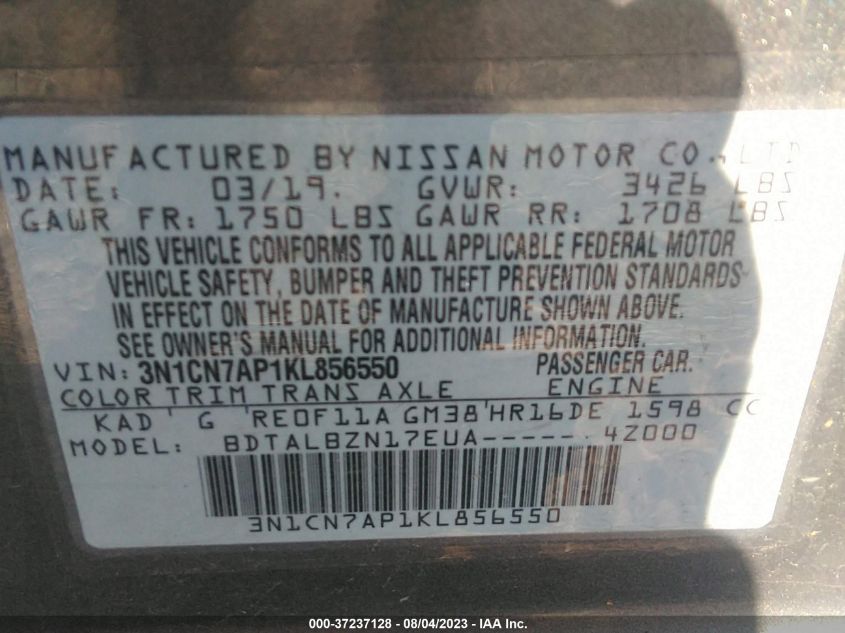 MANUFACTURED BY NISSAN MOTOR CO., LTD
DATE: 03/19. GVWR: 3426 LBS
GAWR FR: 1750 LBS GAWR RR: 1708 LBS
THIS VEHICLE CONFORMS TO ALL APPLICABLE FEDERAL MOTOR
VEHICLE SAFETY, BUMPER AND THEFT PREVENTION STANDARDS
IN EFFECT ON THE DATE OF MANUFACTURE SHOWN ABOVE.
SEE OWNER'S MANUAL FOR ADDITIONAL INFORMATION.
VIN: 3N1CN7AP1KL856550 PASSENGER CAR.
COLOR TRIM TRANS AXLE ENGINE
KAD G RE0F11A GM38 HR16DE 1598 CC
MODEL: BDTALBZN17EUA----- 4Z000
3N1CN7AP1KL856550
000-37237128 - 08/04/2023 - IAA Inc.